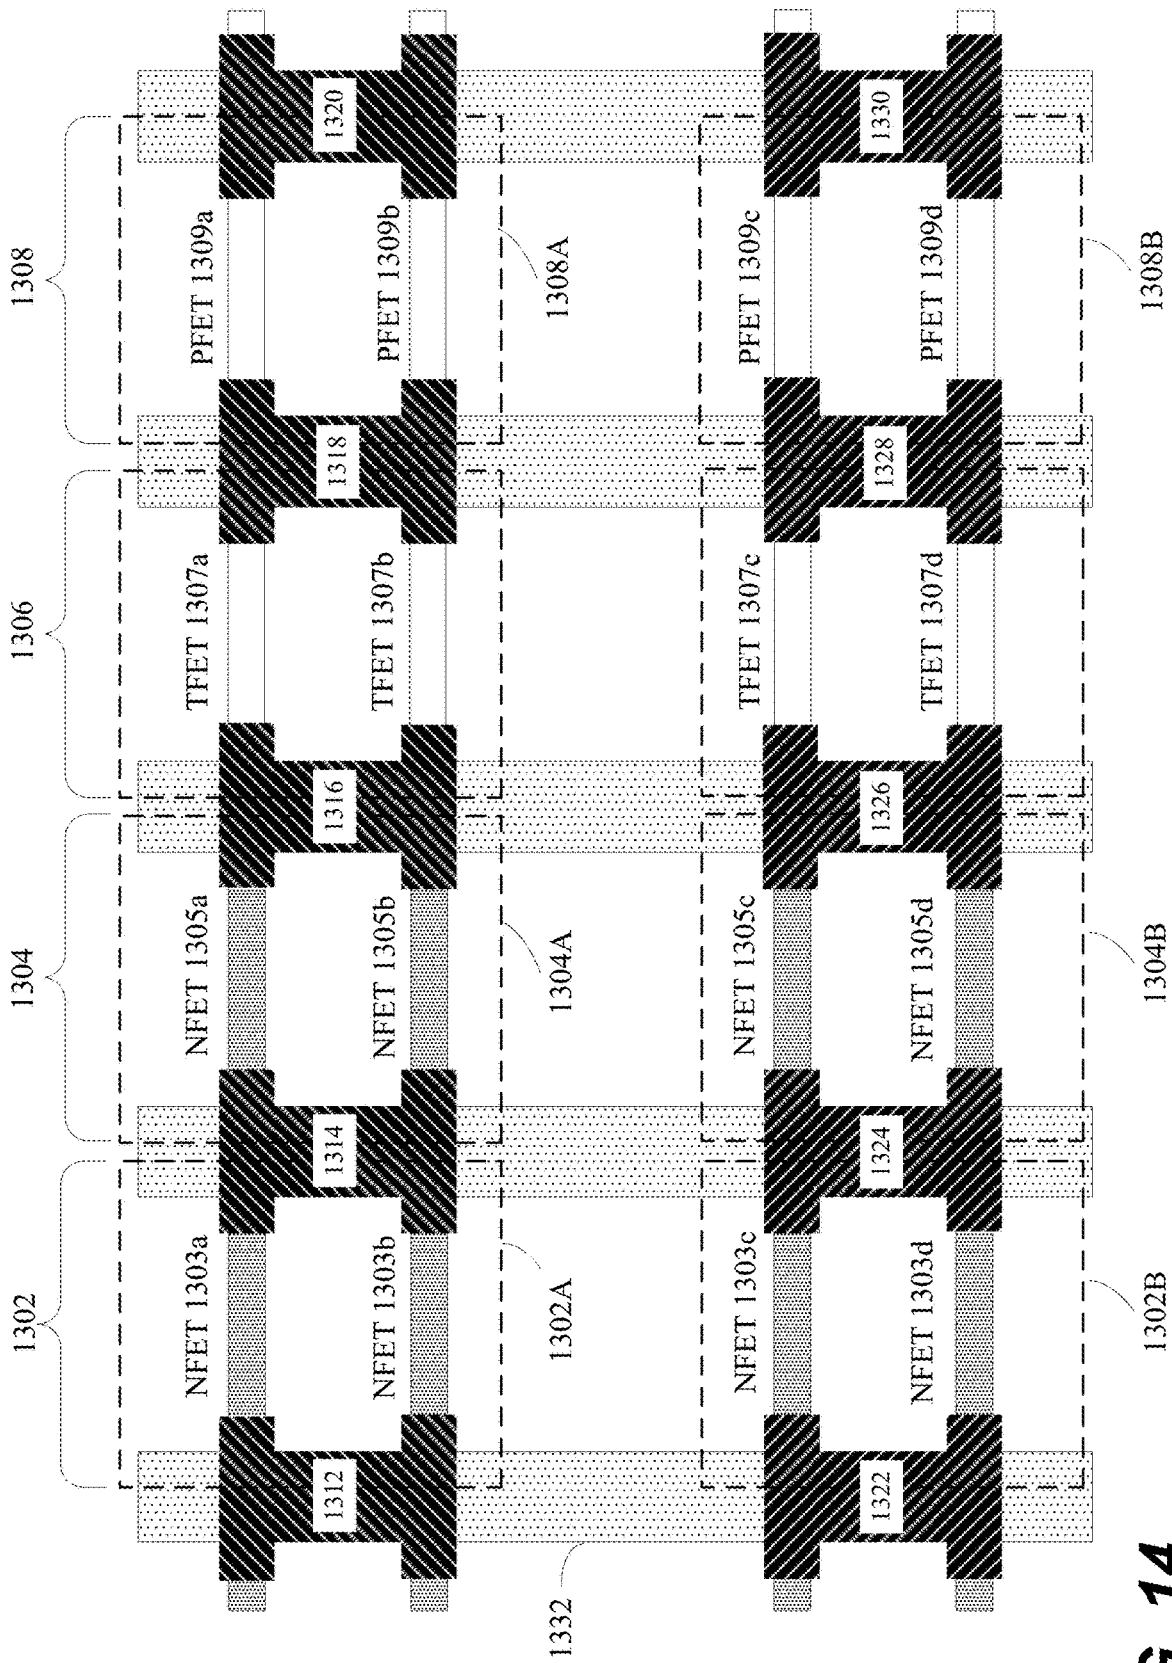 1302
1304
1306
1308
NFET 1303a
NFET 1305a
TFET 1307a
PFET 1309a
1312
1314
1316
1318
1320
NFET 1303b
NFET 1305b
TFET 1307b
PFET 1309b
1302A
1304A
1308A
1332
NFET 1303c
NFET 1305c
TFET 1307c
PFET 1309c
1322
1324
1326
1328
1330
NFET 1303d
NFET 1305d
TFET 1307d
PFET 1309d
1302B
1304B
1308B
G 14